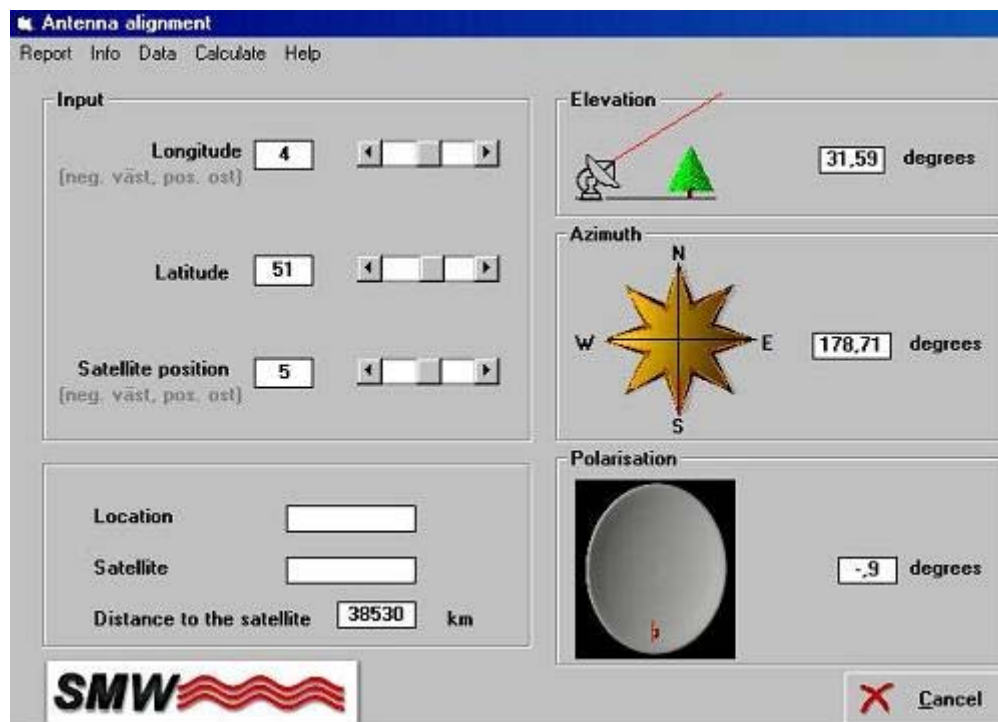 Antenna alignment
Report Info Data Calculate Help
Input
Longitude 4
(neg. väst, pos. ost)
Latitude 51
Satellite position 5
(neg. väst, pos. ost)
Location
Satellite
Distance to the satellite 38530 km
SMW
Elevation
31,59 degrees
Azimuth
N
W E 178,71 degrees
S
Polarisation
-,9 degrees
Cancel